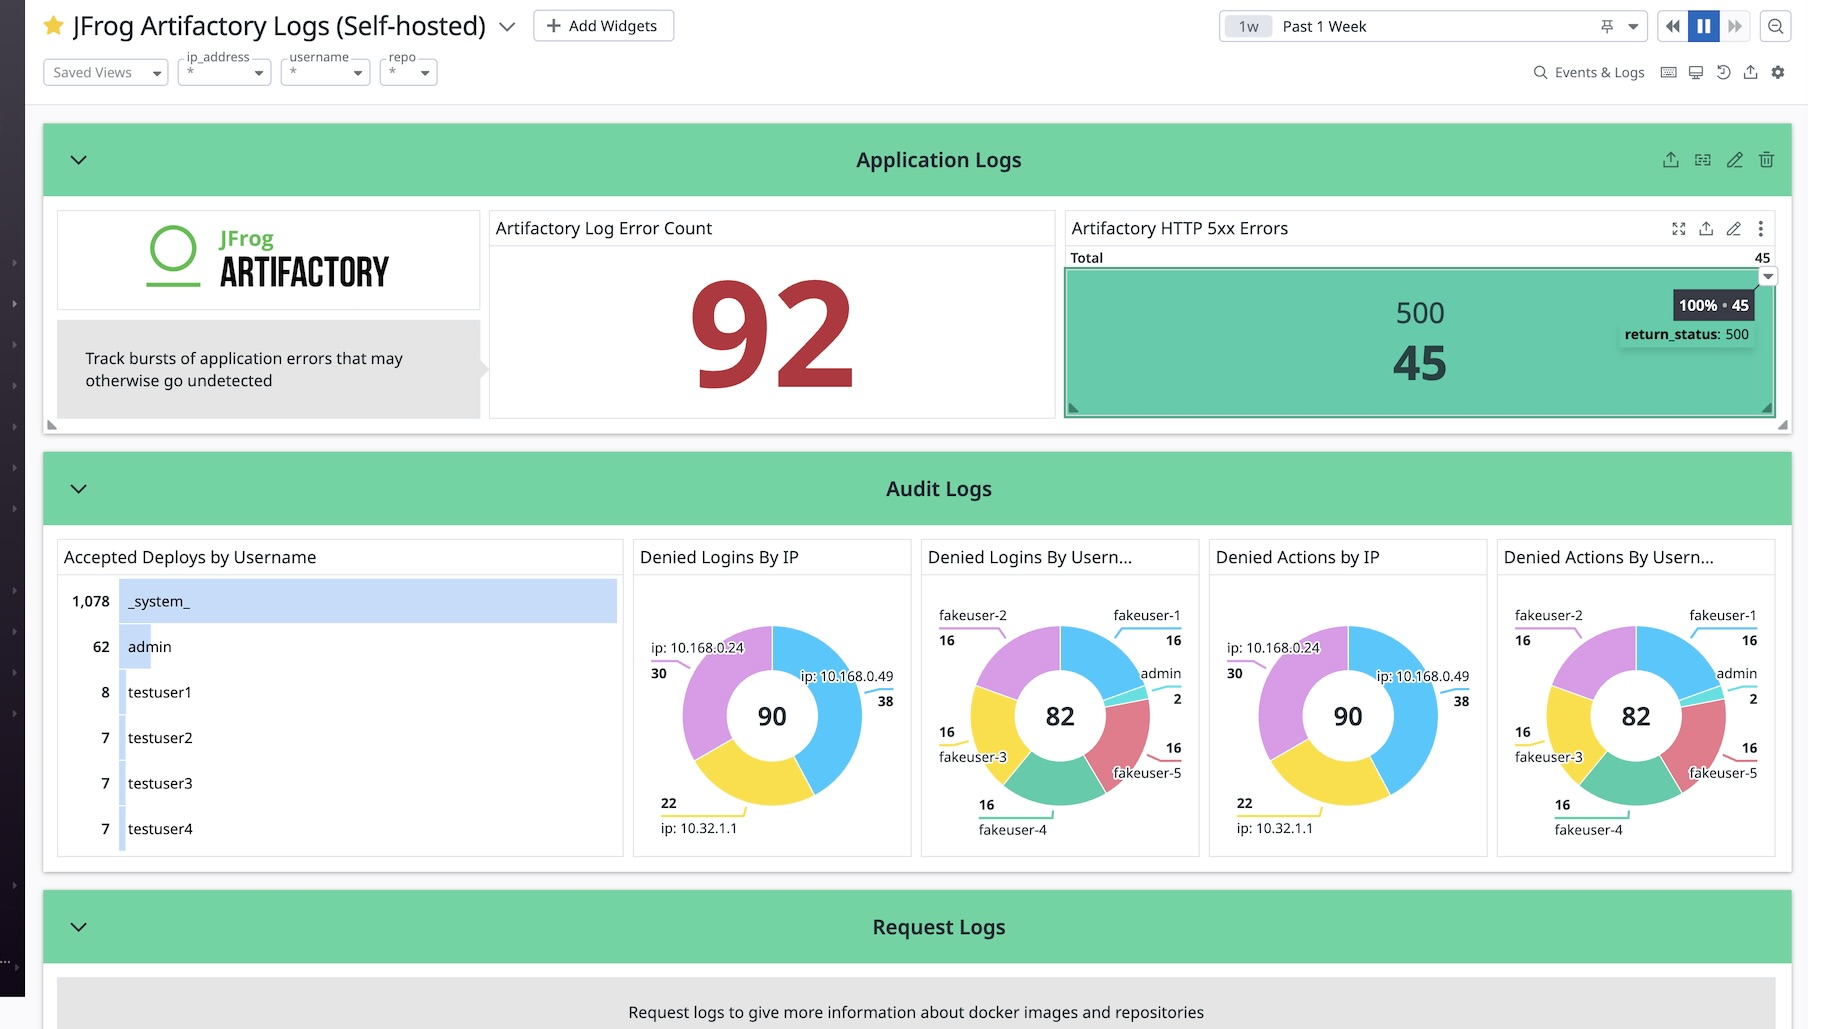 JFrog Artifactory Logs (Self-hosted)
Add Widgets
1w Past 1 Week
Saved Views
ip_address
*
username
*
repo
*
Events & Logs
Application Logs
JFrog
ARTIFACTORY
Track bursts of application errors that may
otherwise go undetected
Artifactory Log Error Count
92
Artifactory HTTP 5xx Errors
Total 45
500
45
100% • 45
return_status: 500
Audit Logs
Accepted Deploys by Username
1,078 _system_
62 admin
8 testuser1
7 testuser2
7 testuser3
7 testuser4
Denied Logins By IP
ip: 10.168.0.24
30
ip: 10.168.0.49
38
90
22
ip: 10.32.1.1
Denied Logins By Usern...
fakeuser-2
16
fakeuser-1
16
admin
2
82
16
fakeuser-3
16
fakeuser-5
16
fakeuser-4
Denied Actions by IP
ip: 10.168.0.24
30
ip: 10.168.0.49
38
90
22
ip: 10.32.1.1
Denied Actions By Usern...
fakeuser-2
16
fakeuser-1
16
admin
2
82
16
fakeuser-3
16
fakeuser-5
16
fakeuser-4
Request Logs
Request logs to give more information about docker images and repositories